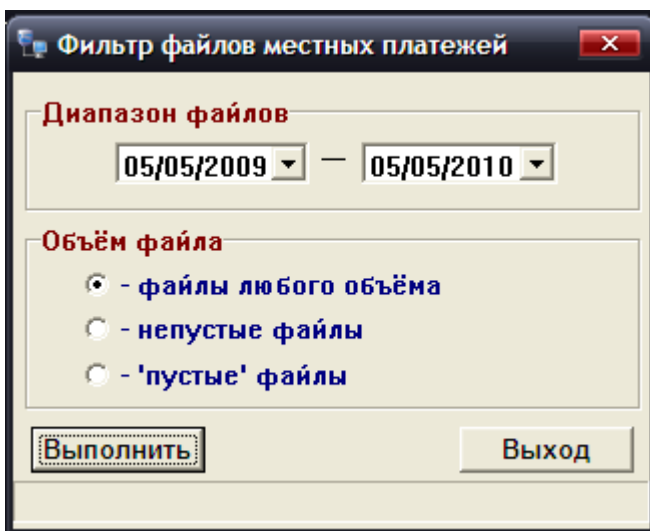 Фильтр файлов местных платежей
Диапазон файлов
05/05/2009 — 05/05/2010
Объём файла
- файлы любого объёма
- непустые файлы
- 'пустые' файлы
Выполнить Выход